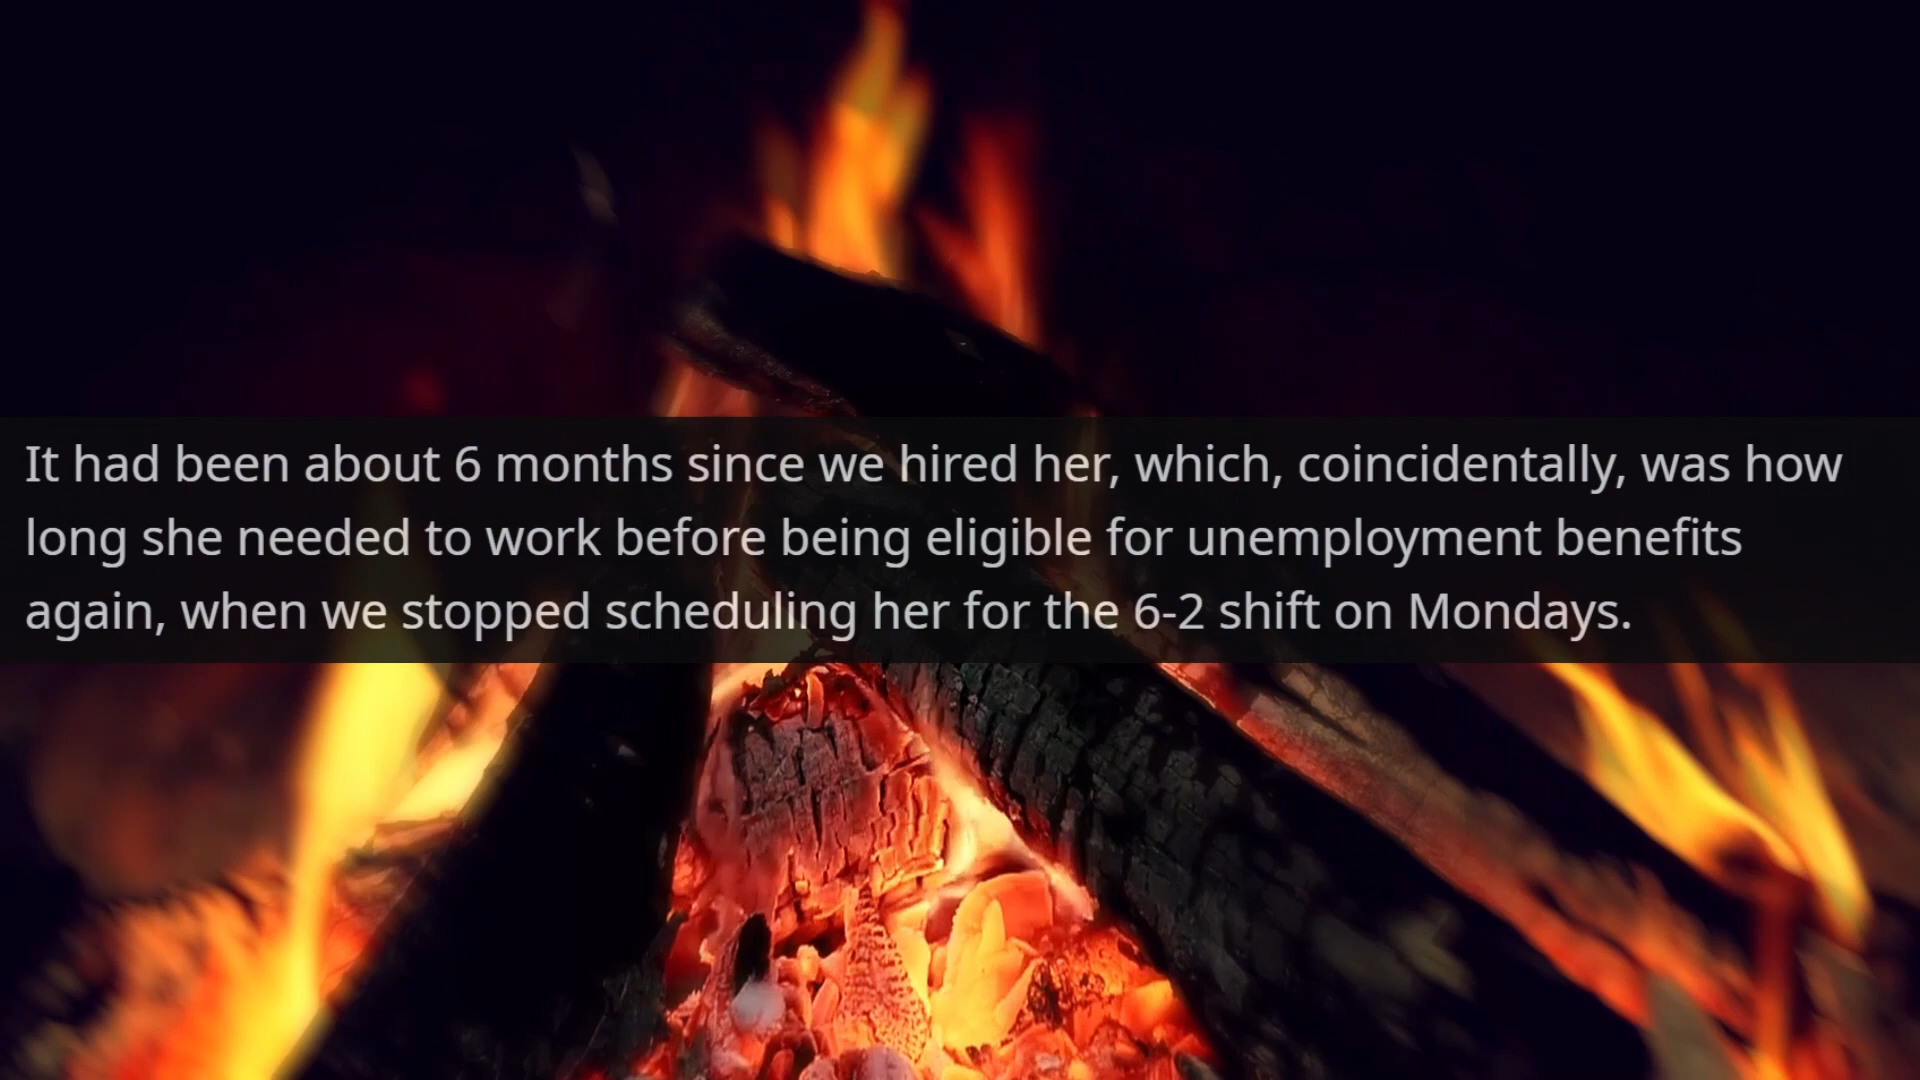 It had been about 6 months since we hired her, which, coincidentally, was how
long she needed to work before being eligible for unemployment benefits
again, when we stopped scheduling her for the 6-2 shift on Mondays.